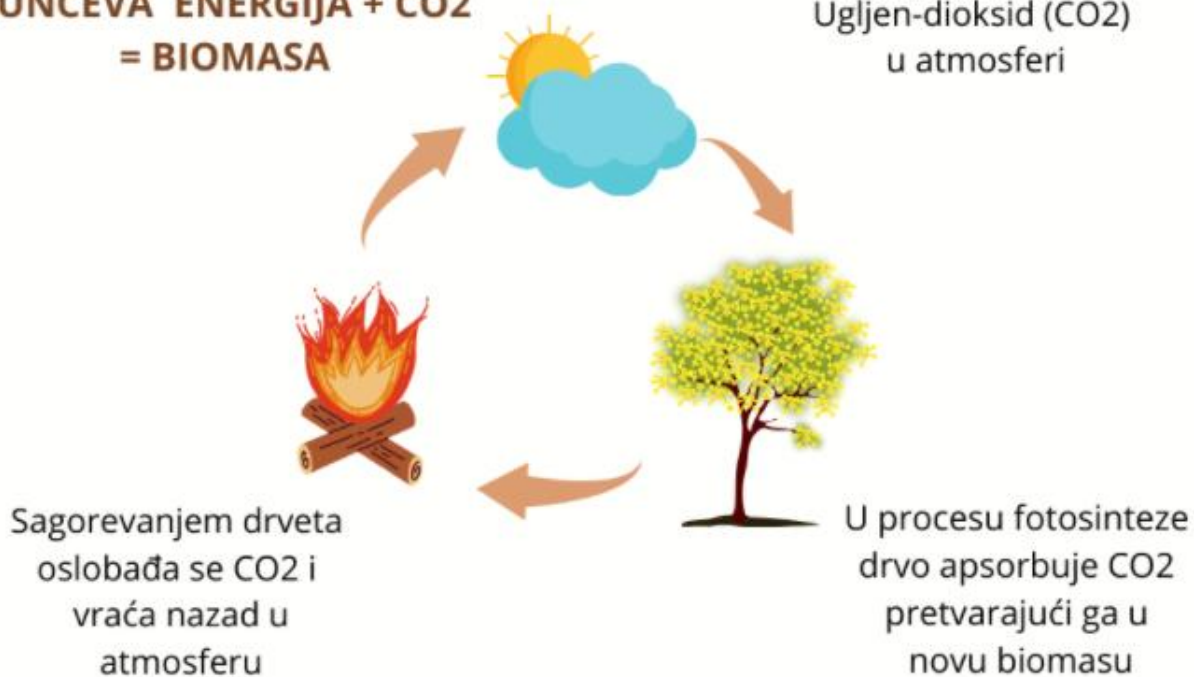 UNČEVA ENERGIJA + CO2
= BIOMASA
Ugljen-dioksid (CO2)
u atmosferi
Sagorevanjem drveta
oslobađa se CO2 i
vraća nazad u
atmosferu
U procesu fotosinteze
drvo apsorbuje CO2
pretvarajući ga u
novu biomasu